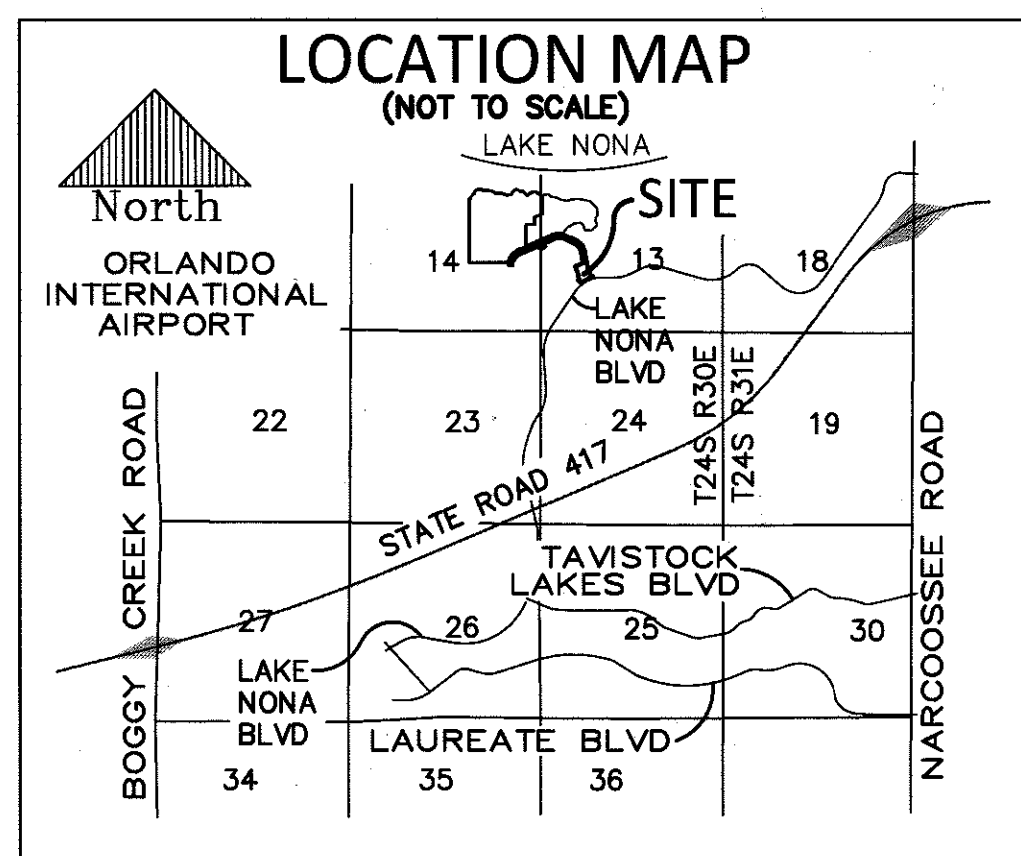 LOCATION MAP
(NOT TO SCALE)
LAKE NONA
North
SITE
ORLANDO
INTERNATIONAL
AIRPORT
14
13
18
LAKE
NONA
BLVD
22
23
24
19
T24S R30E
T24S R31E
BOGGY CREEK ROAD
NARCOOSSEE ROAD
STATE ROAD 417
TAVISTOCK
LAKES BLVD
27
26
25
30
LAKE
NONA
BLVD
LAUREATE BLVD
34
35
36